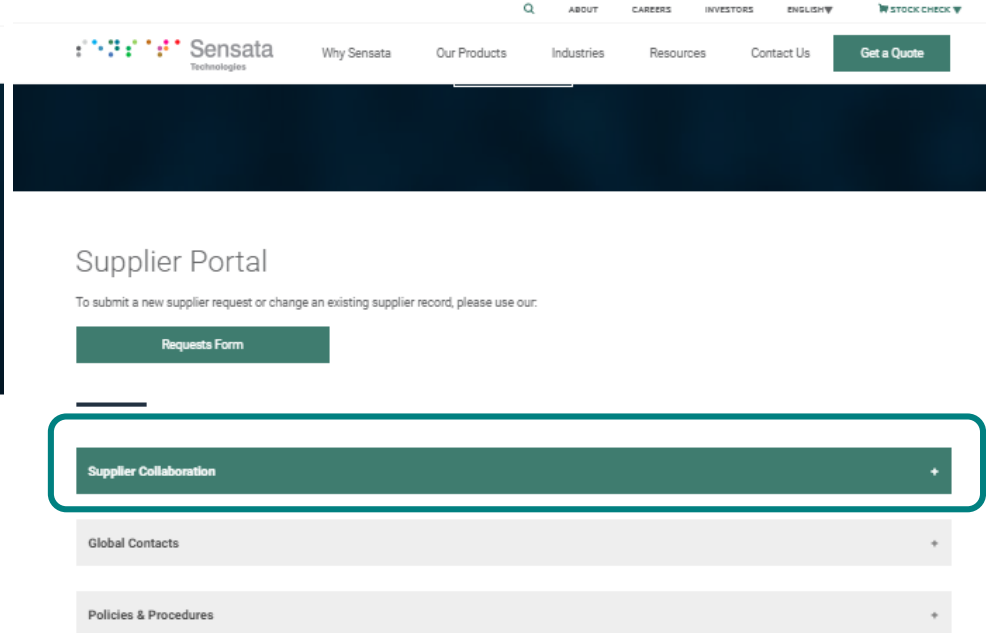 ABOUT CAREERS INVESTORS ENGLISH▼ STOCK CHECK ▼
Sensata
Technologies
Why Sensata Our Products Industries Resources Contact Us Get a Quote
Supplier Portal
To submit a new supplier request or change an existing supplier record, please use our:
Requests Form
Supplier Collaboration +
Global Contacts +
Policies & Procedures +